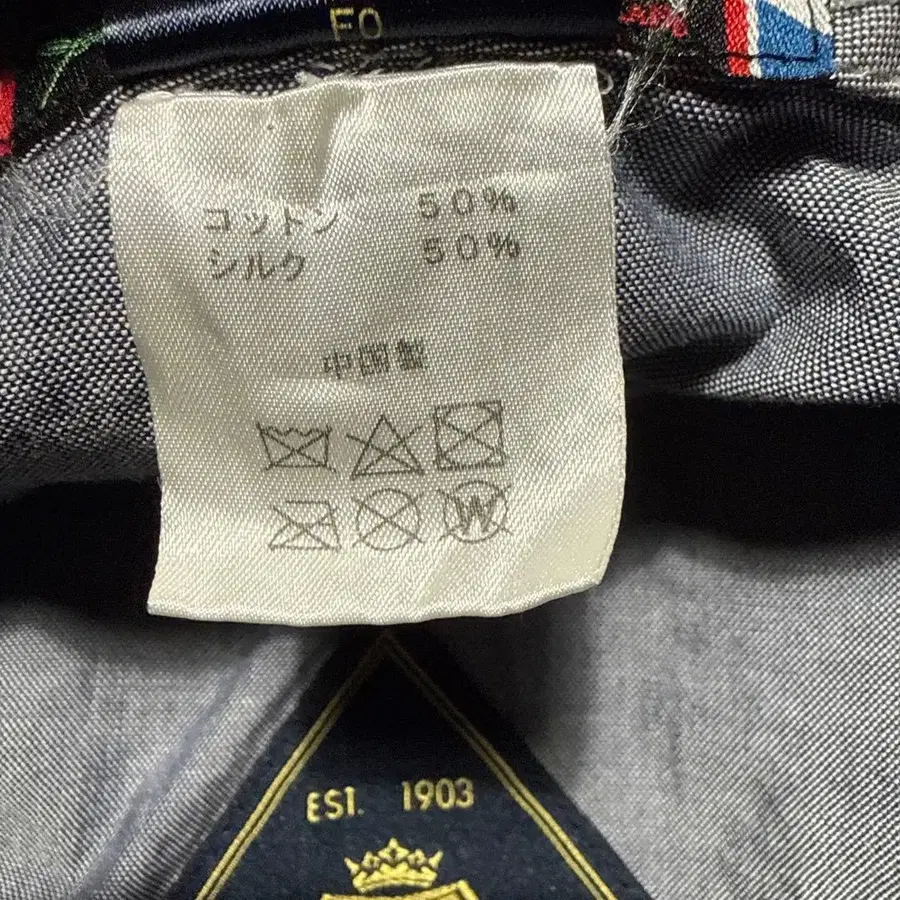 FO
コットン 50%
シルク 50%
中国製
W
EST. 1903